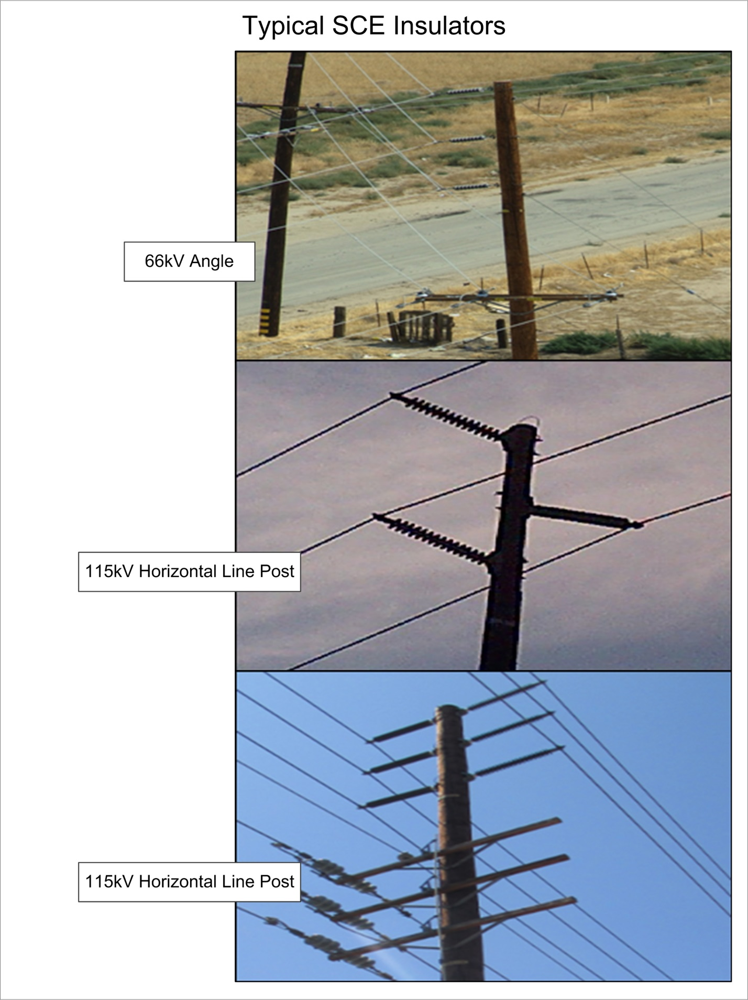 Typical SCE Insulators
66kV Angle
115kV Horizontal Line Post
115kV Horizontal Line Post